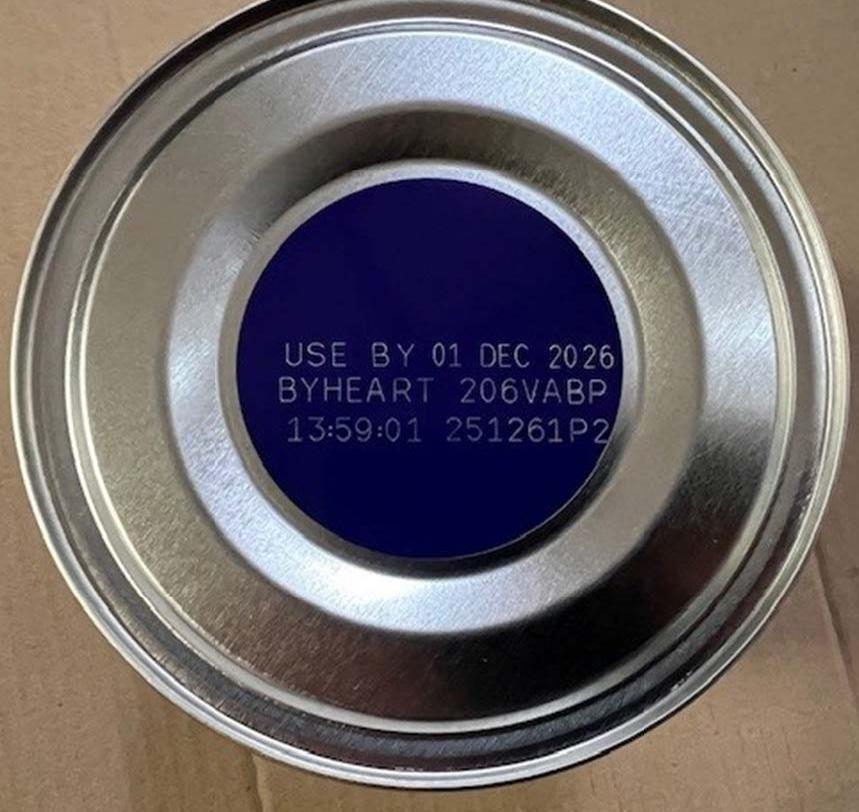 USE BY 01 DEC 2026
BYHEART 206VABP
13:59:01 251261P2